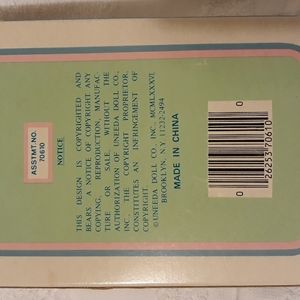 ASSTMT. NO.
70610
NOTICE
THIS DESIGN IS COPYRIGHTED AND
BEARS A NOTICE OF COPYRIGHT ANY
COPYING, REPRODUCTION, MANUFAC-
TURE OR SALE, WITHOUT THE
AUTHORIZATION OF UNEEDA DOLL CO.,
INC. THE COPYRIGHT PROPRIETOR,
CONSTITUTES AN INFRINGEMENT OF
COPYRIGHT.
© UNEEDA DOLL CO. INC. MCMLXXXVI,
BROOKLYN, N.Y. 11232-2494
MADE IN CHINA
0 26253 70610 0